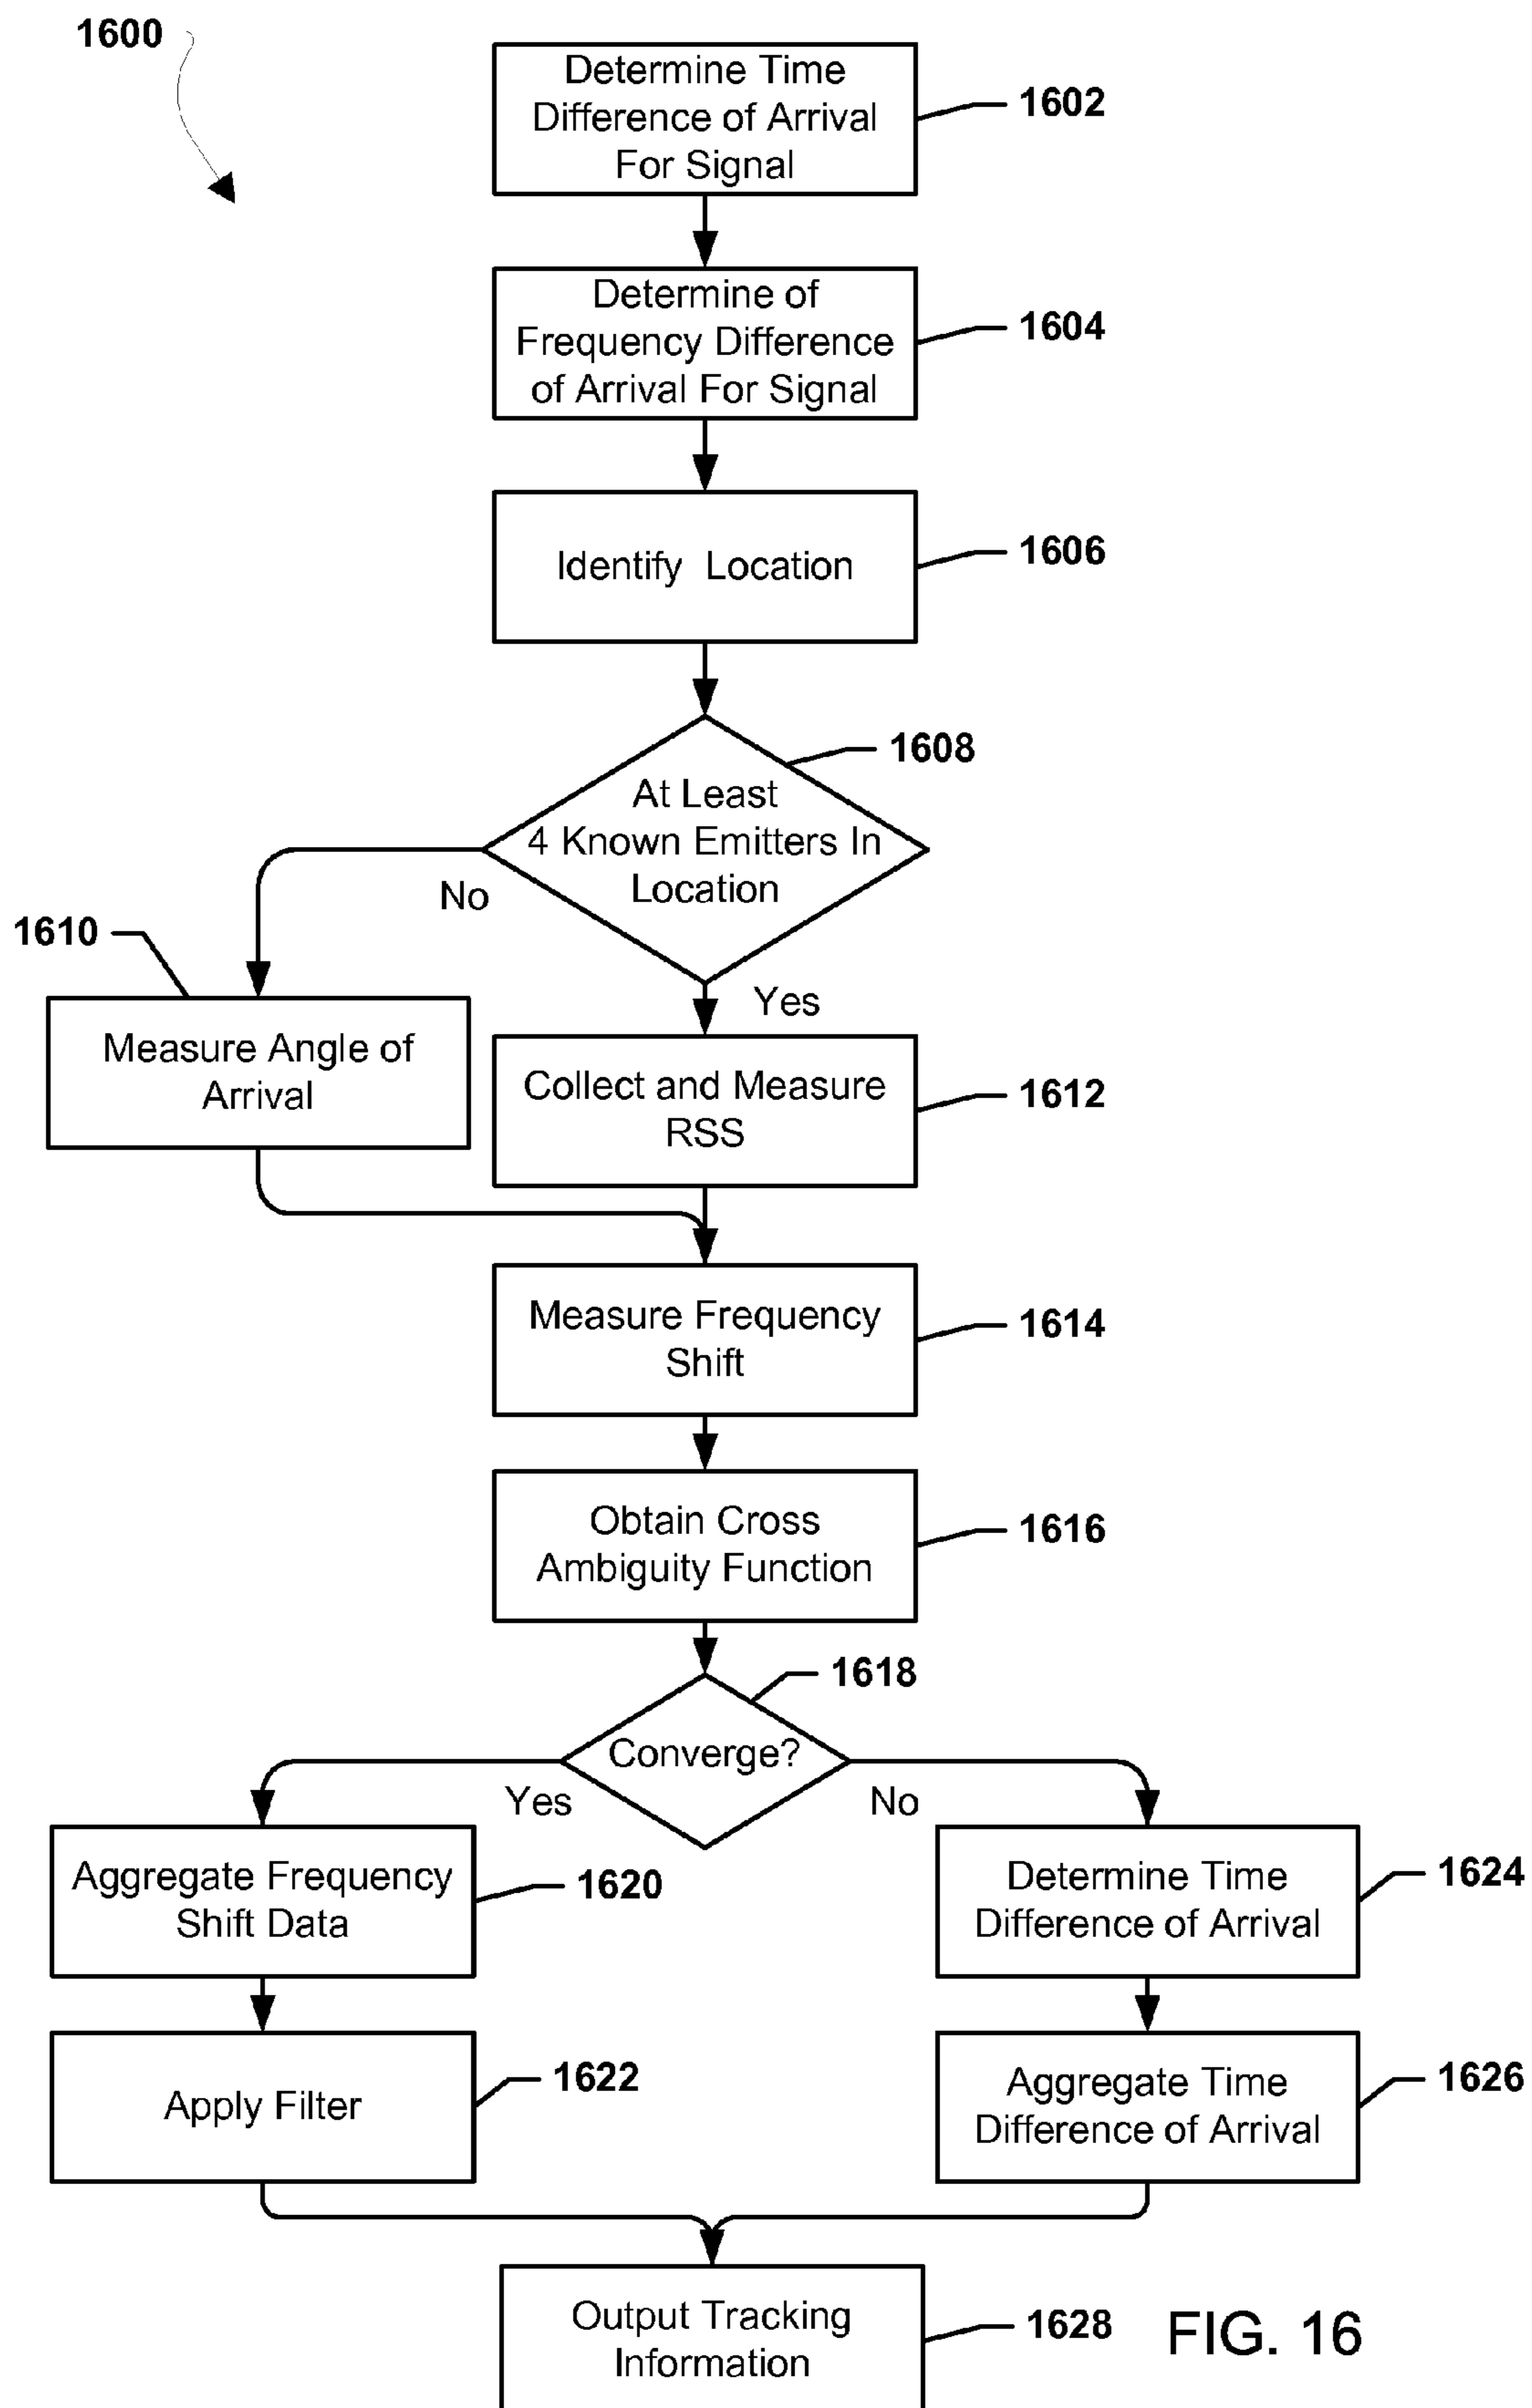 1600
Determine Time
Difference of Arrival
For Signal
1602
Determine of
Frequency Difference
of Arrival For Signal
1604
Identify Location
1606
At Least
4 Known Emitters In
Location
1608
No
Yes
1610
Measure Angle of
Arrival
Collect and Measure
RSS
1612
Measure Frequency
Shift
1614
Obtain Cross
Ambiguity Function
1616
Converge?
1618
Yes
No
Aggregate Frequency
Shift Data
1620
Determine Time
Difference of Arrival
1624
Apply Filter
1622
Aggregate Time
Difference of Arrival
1626
Output Tracking
Information
1628
FIG. 16